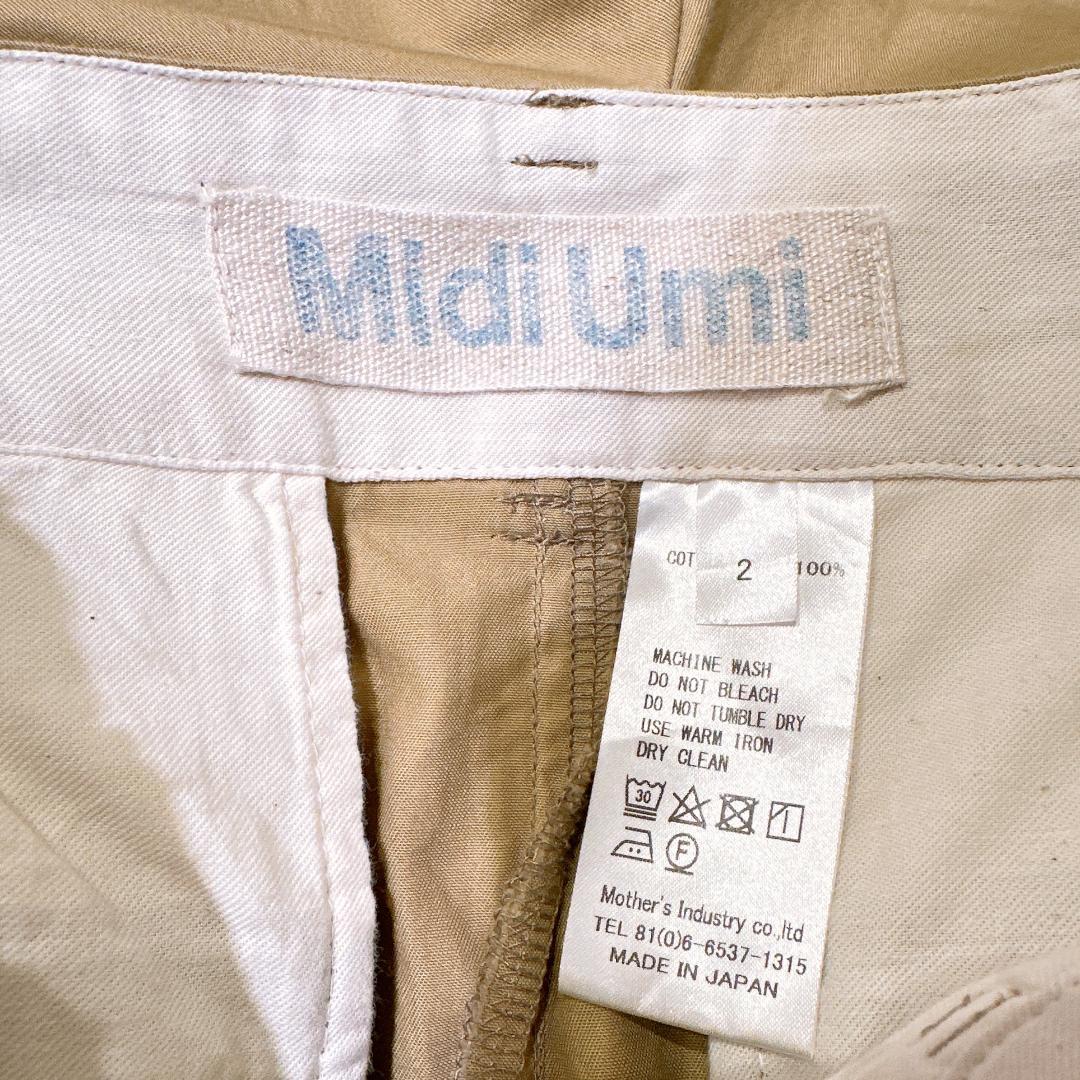 Midi Umi
COT 2 100%
MACHINE WASH
DO NOT BLEACH
DO NOT TUMBLE DRY
USE WARM IRON
DRY CLEAN
30
F
Mother's Industry co.,ltd
TEL 81(0)6-6537-1315
MADE IN JAPAN